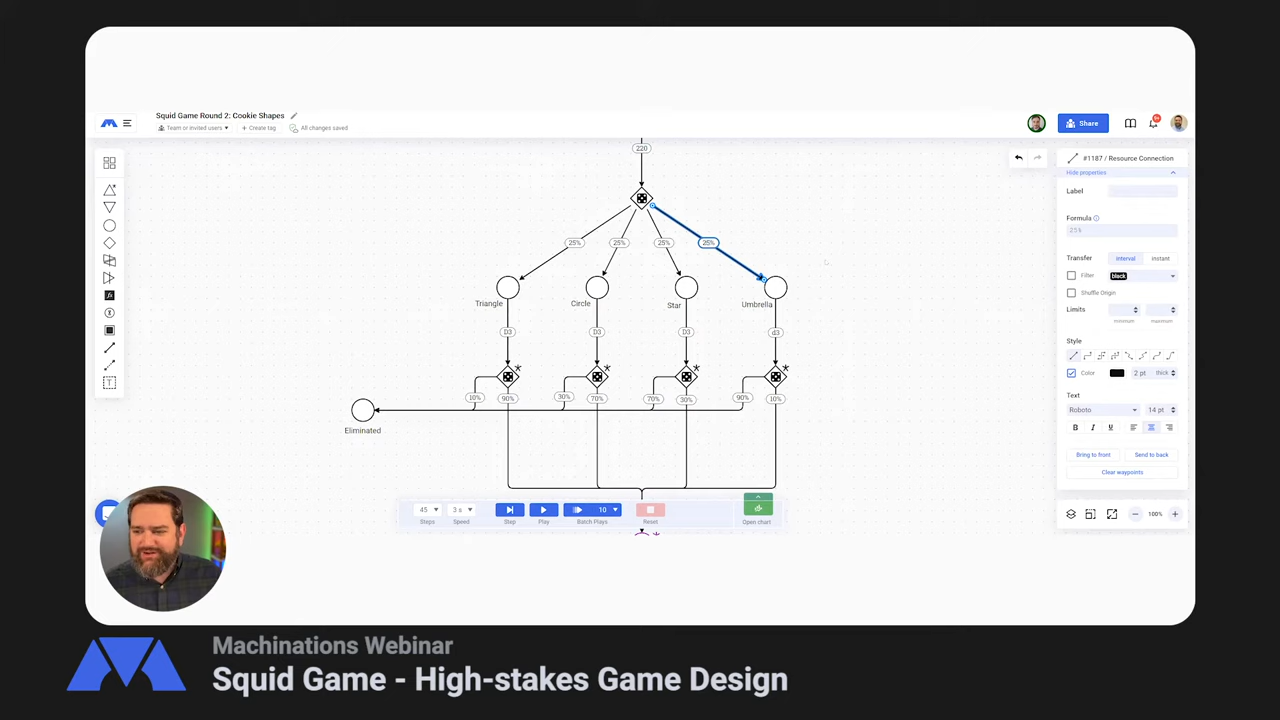 Squid Game Round 2: Cookie Shapes
Team or Invited users
Create tag
All changes saved
Share
220
25%
25%
25%
25%
Triangle
Circle
Star
Umbrella
D3
D3
D3
d3
10%
90%
30%
70%
70%
30%
90%
10%
Eliminated
45
3 s
10
Steps
Speed
Step
Play
Batch Plays
Reset
Open chart
#1187 / Resource Connection
Hide properties
Label
Formula
25%
Transfer
interval
instant
Filter
black
Shuffle Origin
Limits
minimum
maximum
Style
Color
2 pt
thick
Text
Roboto
14 pt
B
I
U
Bring to front
Send to back
Clear waypoints
100%
Machinations Webinar
Squid Game - High-stakes Game Design